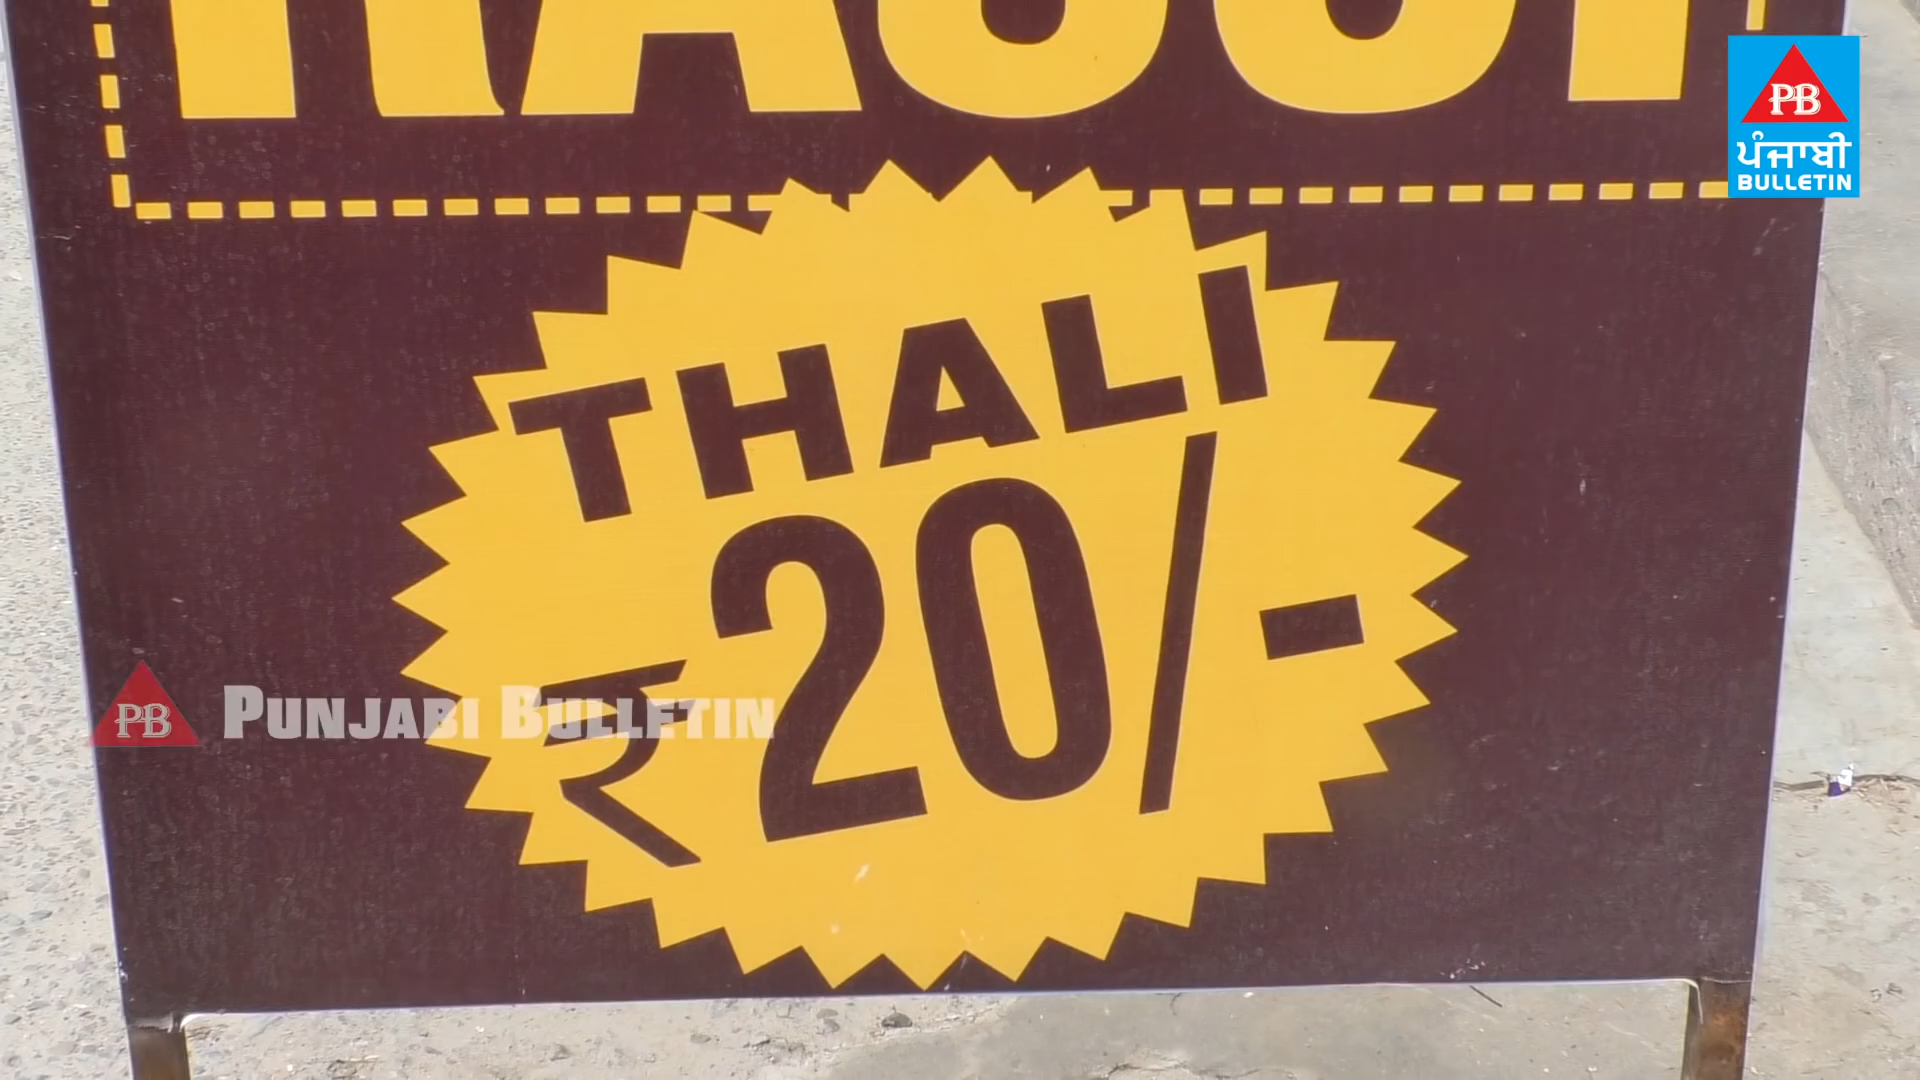 PB
ਪੰਜਾਬੀ
BULLETIN
THALI
₹20/-
PB PUNJABI BULLETIN